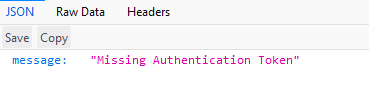 JSON Raw Data Headers
Save Copy
message: "Missing Authentication Token"